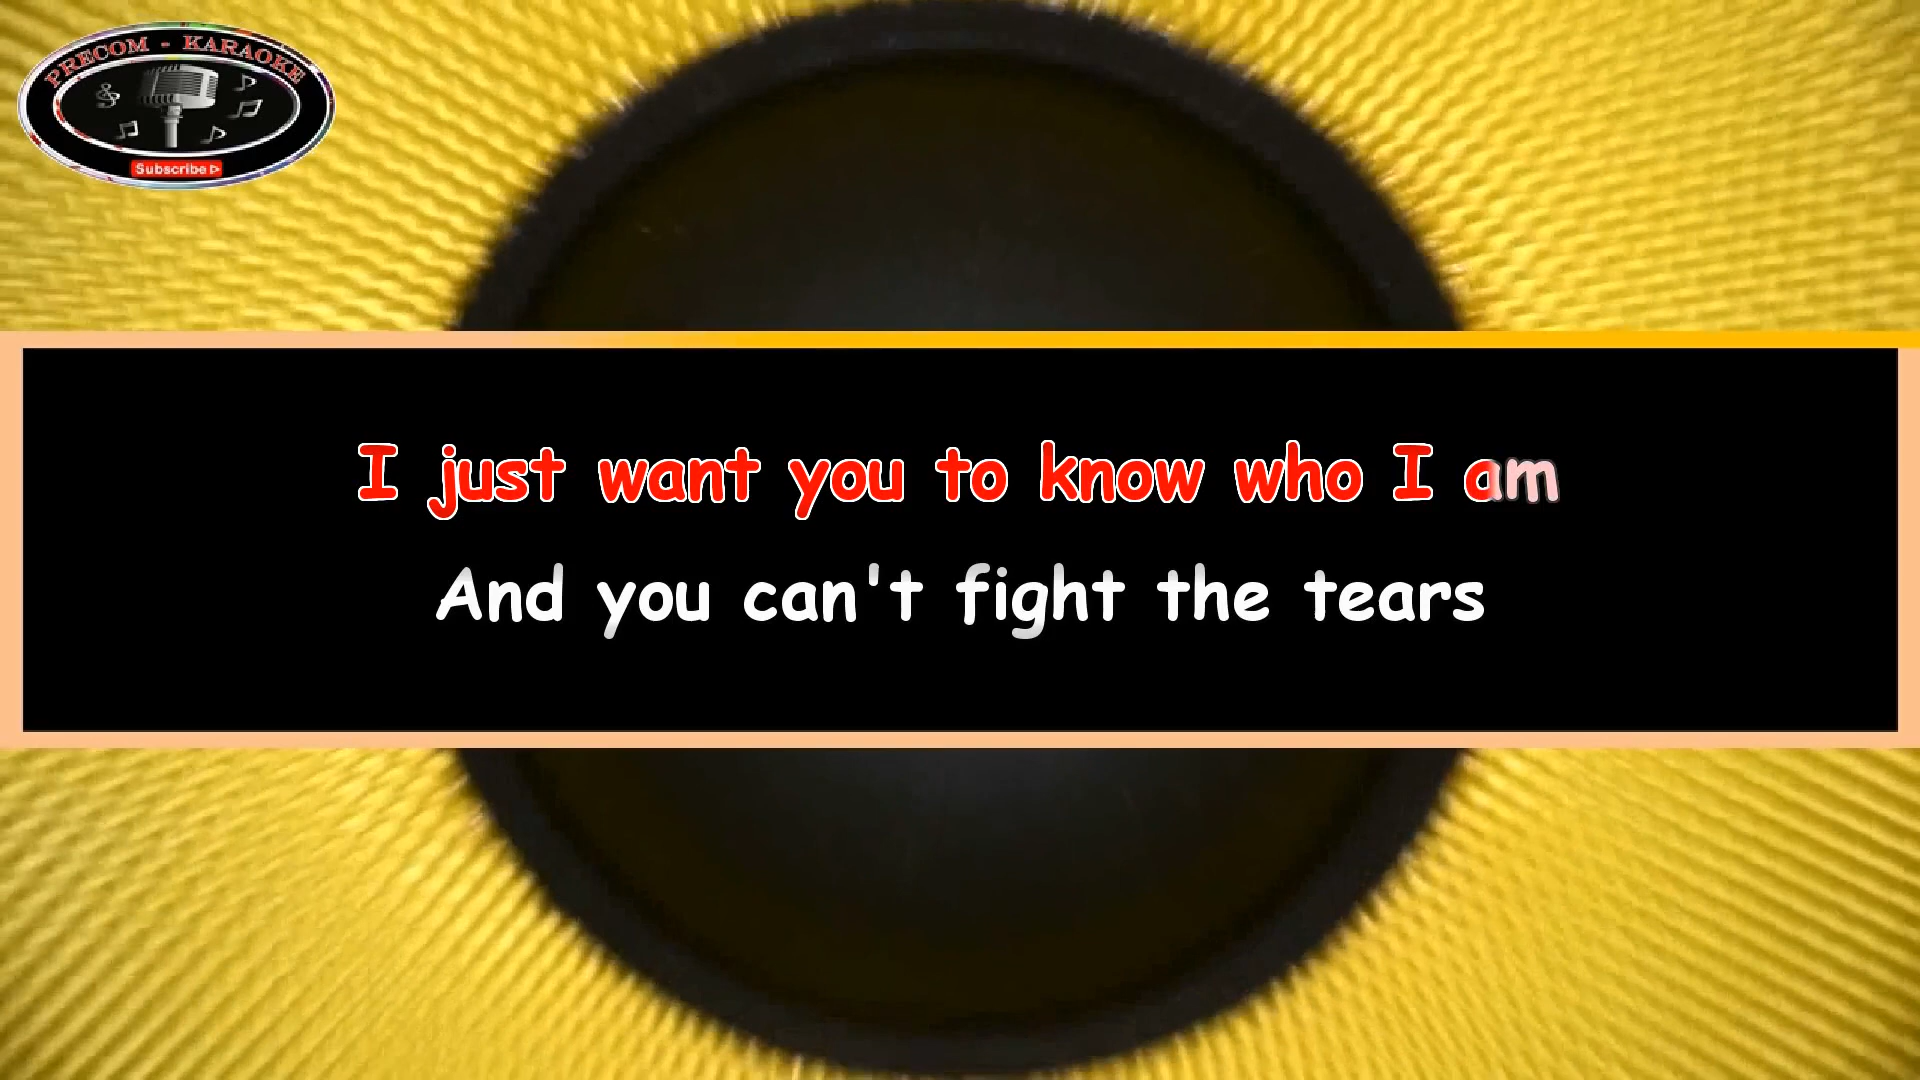 PRECOM - KARAOKE
Subscribe
I just want you to know who I am
And you can't fight the tears